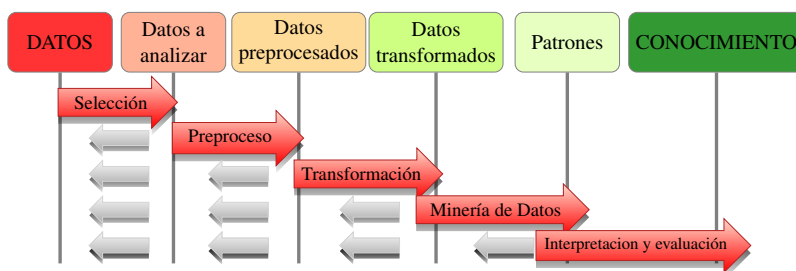 DATOS
Datos a
analizar
Datos
preprocesados
Datos
transformados
Patrones
CONOCIMIENTO
Selección
Preproceso
Transformación
Minería de Datos
Interpretacion y evaluación